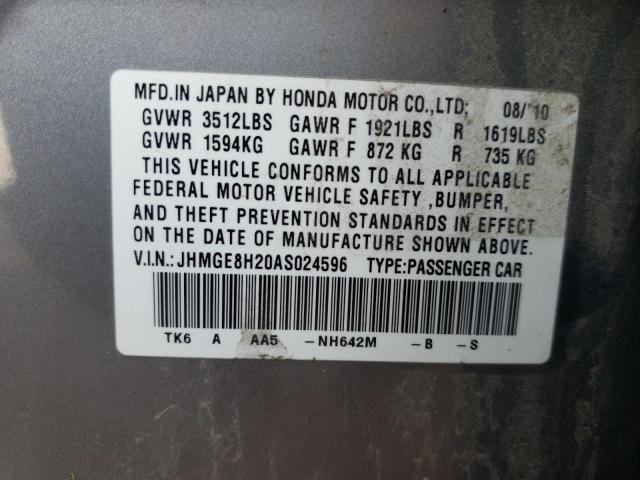 MFD.IN JAPAN BY HONDA MOTOR CO.,LTD; 08/'10
GVWR 3512LBS GAWR F 1921LBS R 1619LBS
GVWR 1594KG GAWR F 872 KG R 735 KG
THIS VEHICLE CONFORMS TO ALL APPLICABLE
FEDERAL MOTOR VEHICLE SAFETY ,BUMPER,
AND THEFT PREVENTION STANDARDS IN EFFECT
ON THE DATE OF MANUFACTURE SHOWN ABOVE.
V.I.N.:JHMGE8H20AS024596 TYPE:PASSENGER CAR
TK6 A AA5 -NH642M -B -S